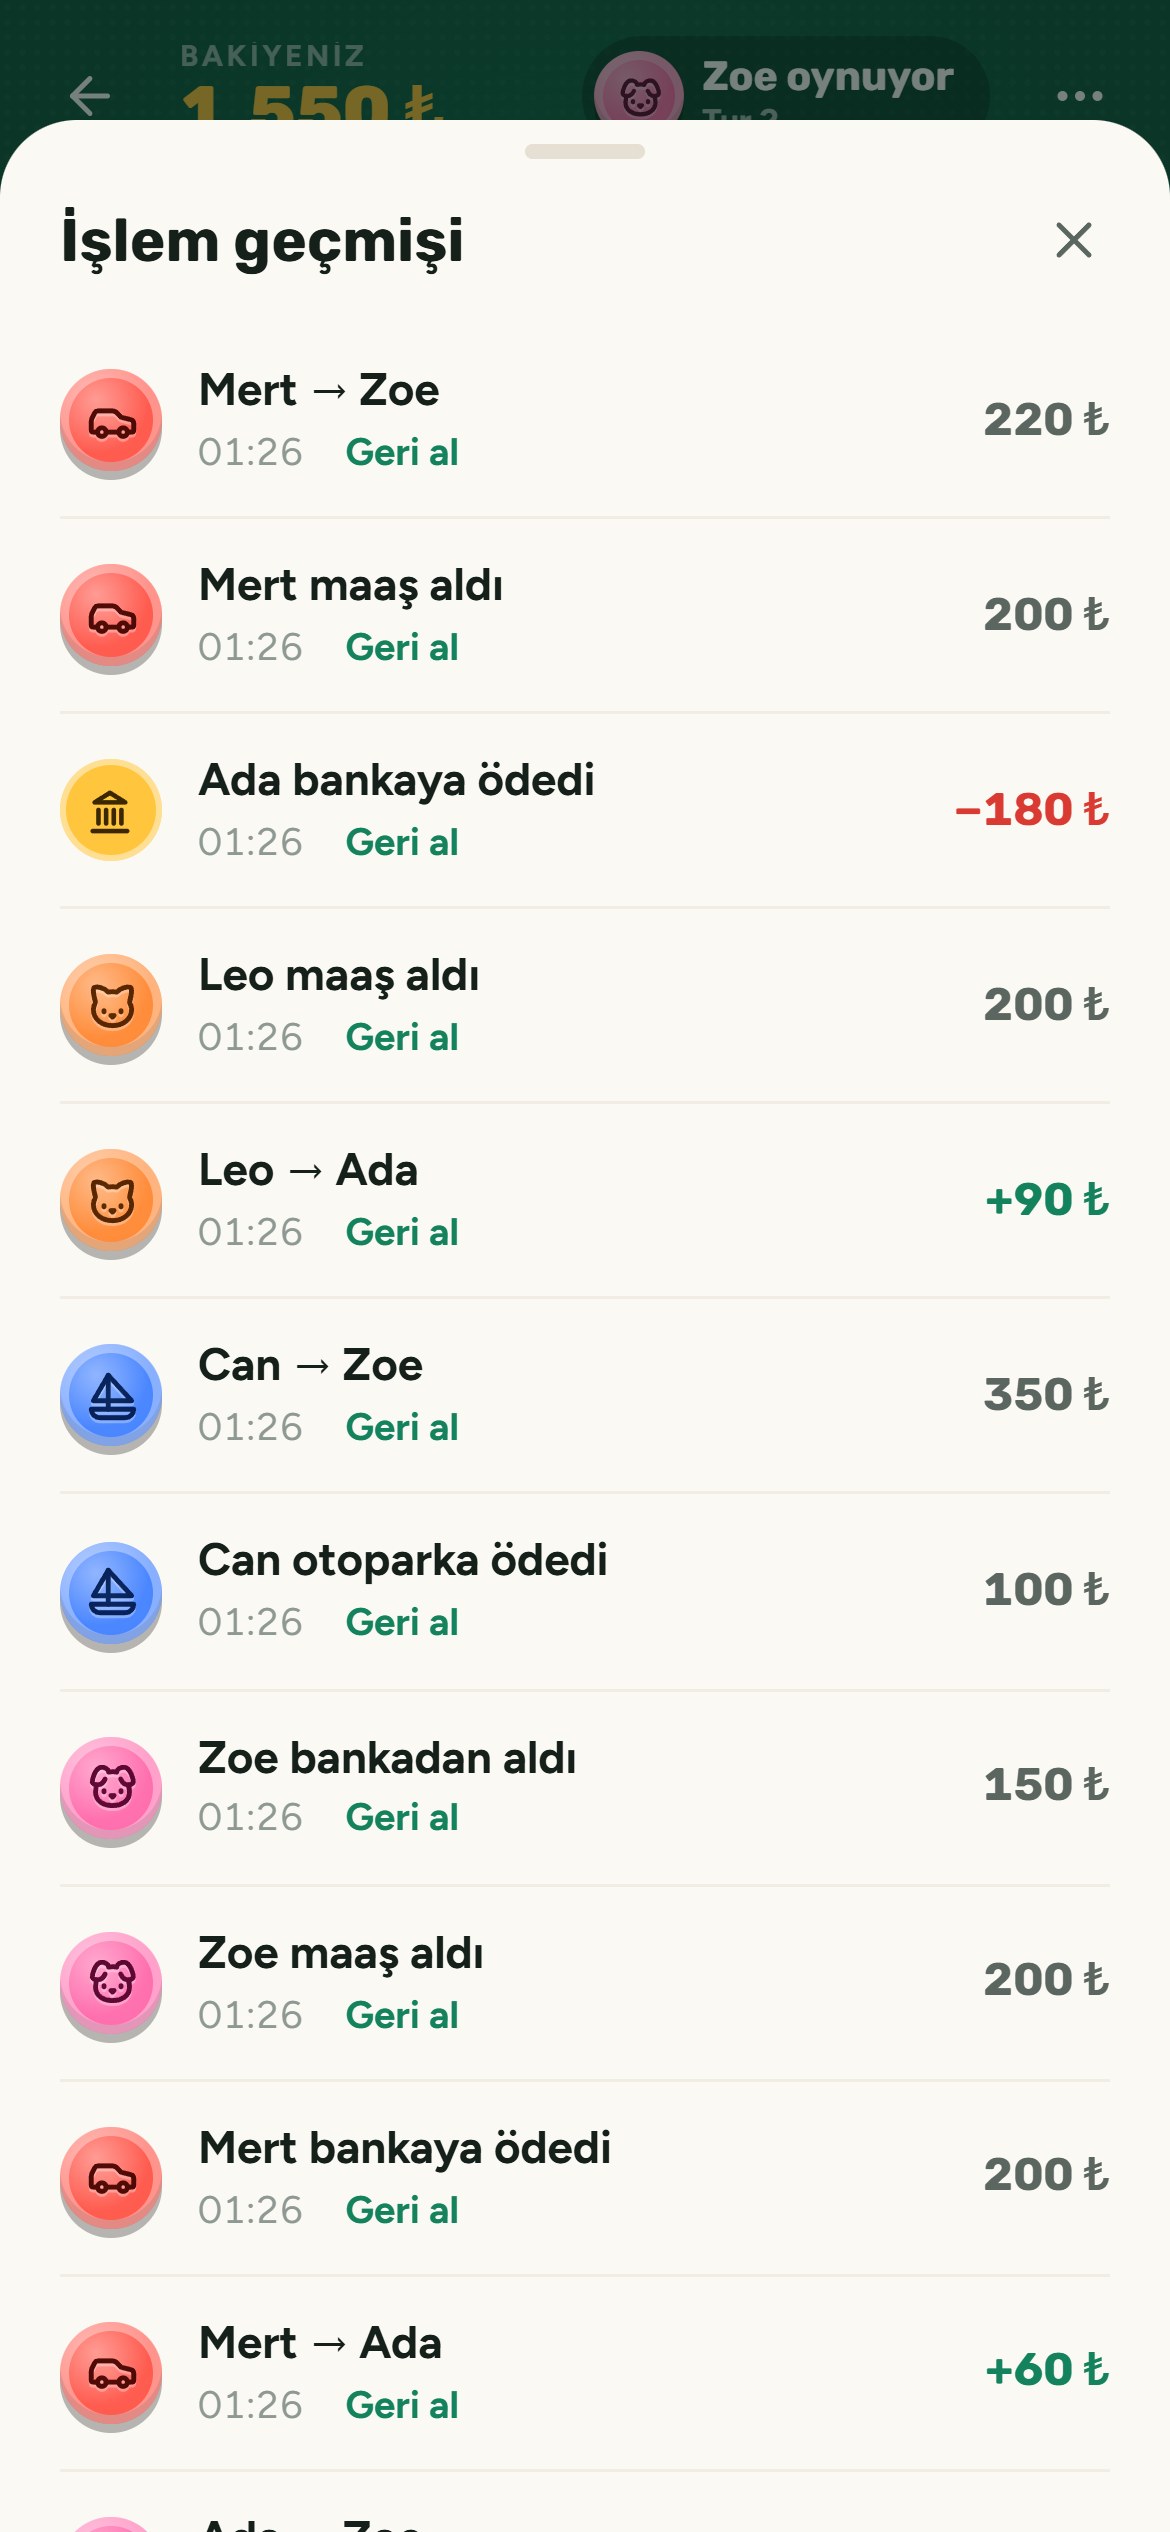 BAKİYENİZ
1.550 ₺
Zoe oynuyor
Tur 2
İşlem geçmişi
Mert → Zoe
220 ₺
01:26 Geri al
Mert maaş aldı
200 ₺
01:26 Geri al
Ada bankaya ödedi
−180 ₺
01:26 Geri al
Leo maaş aldı
200 ₺
01:26 Geri al
Leo → Ada
+90 ₺
01:26 Geri al
Can → Zoe
350 ₺
01:26 Geri al
Can otoparka ödedi
100 ₺
01:26 Geri al
Zoe bankadan aldı
150 ₺
01:26 Geri al
Zoe maaş aldı
200 ₺
01:26 Geri al
Mert bankaya ödedi
200 ₺
01:26 Geri al
Mert → Ada
+60 ₺
01:26 Geri al